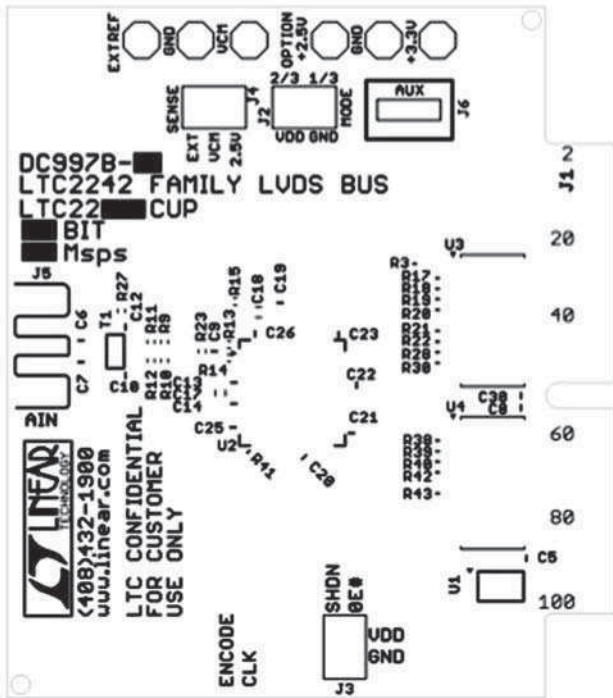 EXTREF
GND
VCM
OPTION
+2.5V
GND
+3.3V
SENSE
EXT
VCM
2.5V
J4
J2
2/3 1/3
VDD GND
MODE
AUX
J6
2
J1
20
40
60
80
100
DC997B-
LTC2242 FAMILY LVDS BUS
LTC22 CUP
BIT
Msps
J5
AIN
C6
C7
T1
R27
C12
R11
R9
R12
R10
C10
R23
C9
R13
R14
R15
C18
C19
C26
C23
C22
C21
C20
C25
C14
U2
R41
U3
R3
R17
R18
R19
R20
R21
R22
R28
R30
C30
C8
U4
R38
R39
R40
R42
R43
C5
U1
LINEAR
TECHNOLOGY
(408)432-1900
www.linear.com
LTC CONFIDENTIAL
FOR CUSTOMER
USE ONLY
ENCODE
CLK
SHDN
OE#
VDD
GND
J3